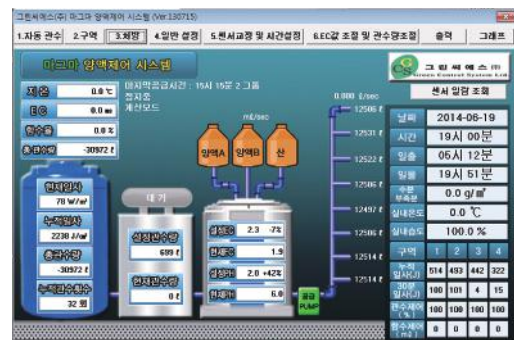 그린씨에스(주) 마그마 양액제어 시스템 (Ver.130715)
1.자동 관수 2.구역 3.처방 4.일반 설정 5.센서교정 및 시간설정 6.EC값 조절 및 관수량조정 출력 그래프
마그마 양액제어 시스템
마지막공급시간 : 15시 15분 2 그룹
정지중
계산모드
그린씨에스㈜
Green Control System Ltd
센서 일람 조회
지온 0.0 ℃
EC 0.0 ㎳
함수율 0.0 %
총관수량 -30972 ℓ
현재일사
78 W/㎡
누적일사
2238 J/㎡
총급수량
-30972 ℓ
누적관수횟수
32 회
대 기
설정관수량
689 ℓ
현재관수량
0 ℓ
mℓ/sec
양액A 양액B 산
설정EC 2.3 -7%
현재EC 1.9
설정PH 2.0 +42%
현재PH 6.0
공급
PUMP
0.000 ℓ/sec
12506 ℓ
12531 ℓ
12522 ℓ
12506 ℓ
12497 ℓ
12506 ℓ
12514 ℓ
12514 ℓ
날짜 2014-06-19
시간 19시 00분
일출 05시 12분
일몰 19시 51분
수분
부족분 0.0 g/㎥
실내온도 0.0 ℃
실내습도 100.0 %
구역 1 2 3 4
누적
일사(J) 514 493 442 322
30분
일사(J) 100 101 4 15
관수제어
(%) 100 100 100 100
함수제어
(mℓ) 0 0 0 0